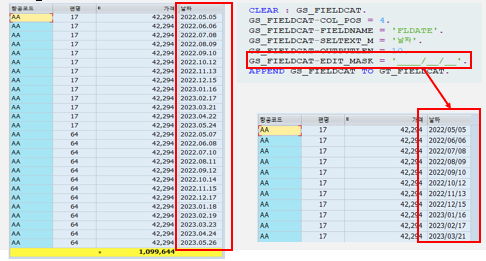 항공코드 편명 가격 날짜
AA 17 42,294 2022.05.05
AA 17 42,294 2022.06.06
AA 17 42,294 2022.07.08
AA 17 42,294 2022.08.09
AA 17 42,294 2022.09.10
AA 17 42,294 2022.10.12
AA 17 42,294 2022.11.13
AA 17 42,294 2022.12.15
AA 17 42,294 2023.01.16
AA 17 42,294 2023.02.17
AA 17 42,294 2023.03.21
AA 17 42,294 2023.04.22
AA 17 42,294 2023.05.24
AA 64 42,294 2022.05.07
AA 64 42,294 2022.06.08
AA 64 42,294 2022.07.10
AA 64 42,294 2022.08.11
AA 64 42,294 2022.09.12
AA 64 42,294 2022.10.14
AA 64 42,294 2022.11.15
AA 64 42,294 2022.12.17
AA 64 42,294 2023.01.18
AA 64 42,294 2023.02.19
AA 64 42,294 2023.03.23
AA 64 42,294 2023.04.24
AA 64 42,294 2023.05.26
1,099,644
CLEAR : GS_FIELDCAT.
GS_FIELDCAT-COL_POS = 4.
GS_FIELDCAT-FIELDNAME = 'FLDATE'.
GS_FIELDCAT-SELTEXT_M = '날짜'.
GS_FIELDCAT-OUTPUTLEN = 10.
GS_FIELDCAT-EDIT_MASK = '____/__/__'.
APPEND GS_FIELDCAT TO GT_FIELDCAT.
항공코드 편명 가격 날짜
AA 17 42,294 2022/05/05
AA 17 42,294 2022/06/06
AA 17 42,294 2022/07/08
AA 17 42,294 2022/08/09
AA 17 42,294 2022/09/10
AA 17 42,294 2022/10/12
AA 17 42,294 2022/11/13
AA 17 42,294 2022/12/15
AA 17 42,294 2023/01/16
AA 17 42,294 2023/02/17
AA 17 42,294 2023/03/21